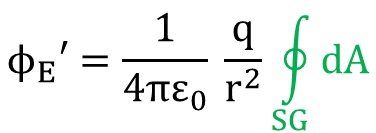 ϕE′ = 1/(4πε0) q/r² ∮SG dA